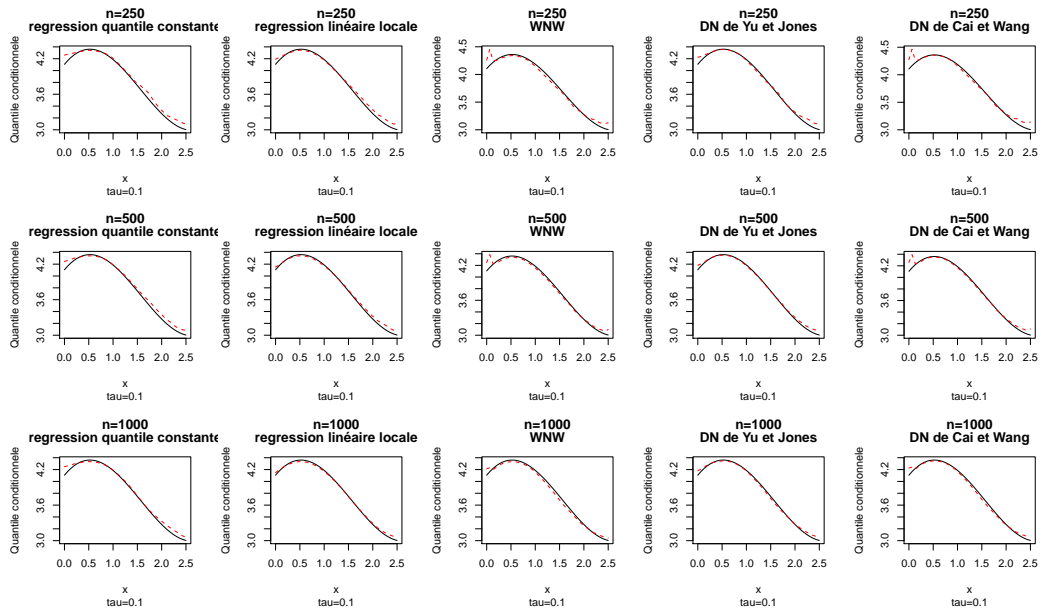 n=250
regression quantile constante
Quantile conditionnele
3.0 3.6 4.2
0.0 0.5 1.0 1.5 2.0 2.5
x
tau=0.1
n=250
regression linéaire locale
Quantile conditionnele
3.0 3.6 4.2
0.0 0.5 1.0 1.5 2.0 2.5
x
tau=0.1
n=250
WNW
Quantile conditionnele
3.0 3.5 4.0 4.5
0.0 0.5 1.0 1.5 2.0 2.5
x
tau=0.1
n=250
DN de Yu et Jones
Quantile conditionnele
3.0 3.6 4.2
0.0 0.5 1.0 1.5 2.0 2.5
x
tau=0.1
n=250
DN de Cai et Wang
Quantile conditionnele
3.0 3.5 4.0 4.5
0.0 0.5 1.0 1.5 2.0 2.5
x
tau=0.1
n=500
regression quantile constante
Quantile conditionnele
3.0 3.6 4.2
0.0 0.5 1.0 1.5 2.0 2.5
x
tau=0.1
n=500
regression linéaire locale
Quantile conditionnele
3.0 3.6 4.2
0.0 0.5 1.0 1.5 2.0 2.5
x
tau=0.1
n=500
WNW
Quantile conditionnele
3.0 3.6 4.2
0.0 0.5 1.0 1.5 2.0 2.5
x
tau=0.1
n=500
DN de Yu et Jones
Quantile conditionnele
3.0 3.6 4.2
0.0 0.5 1.0 1.5 2.0 2.5
x
tau=0.1
n=500
DN de Cai et Wang
Quantile conditionnele
3.0 3.6 4.2
0.0 0.5 1.0 1.5 2.0 2.5
x
tau=0.1
n=1000
regression quantile constante
Quantile conditionnele
3.0 3.6 4.2
0.0 0.5 1.0 1.5 2.0 2.5
x
tau=0.1
n=1000
regression linéaire locale
Quantile conditionnele
3.0 3.6 4.2
0.0 0.5 1.0 1.5 2.0 2.5
x
tau=0.1
n=1000
WNW
Quantile conditionnele
3.0 3.6 4.2
0.0 0.5 1.0 1.5 2.0 2.5
x
tau=0.1
n=1000
DN de Yu et Jones
Quantile conditionnele
3.0 3.6 4.2
0.0 0.5 1.0 1.5 2.0 2.5
x
tau=0.1
n=1000
DN de Cai et Wang
Quantile conditionnele
3.0 3.6 4.2
0.0 0.5 1.0 1.5 2.0 2.5
x
tau=0.1